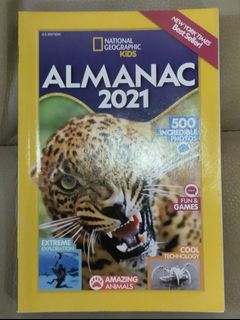 U.S. EDITION
NATIONAL
GEOGRAPHIC
KiDS
NEW YORK TIMES
Best Seller!
ALMANAC
2021
500
INCREDIBLE
PHOTOS
FUN &
GAMES
EXTREME
EXPLORATION
COOL
TECHNOLOGY
AMAZING
ANIMALS